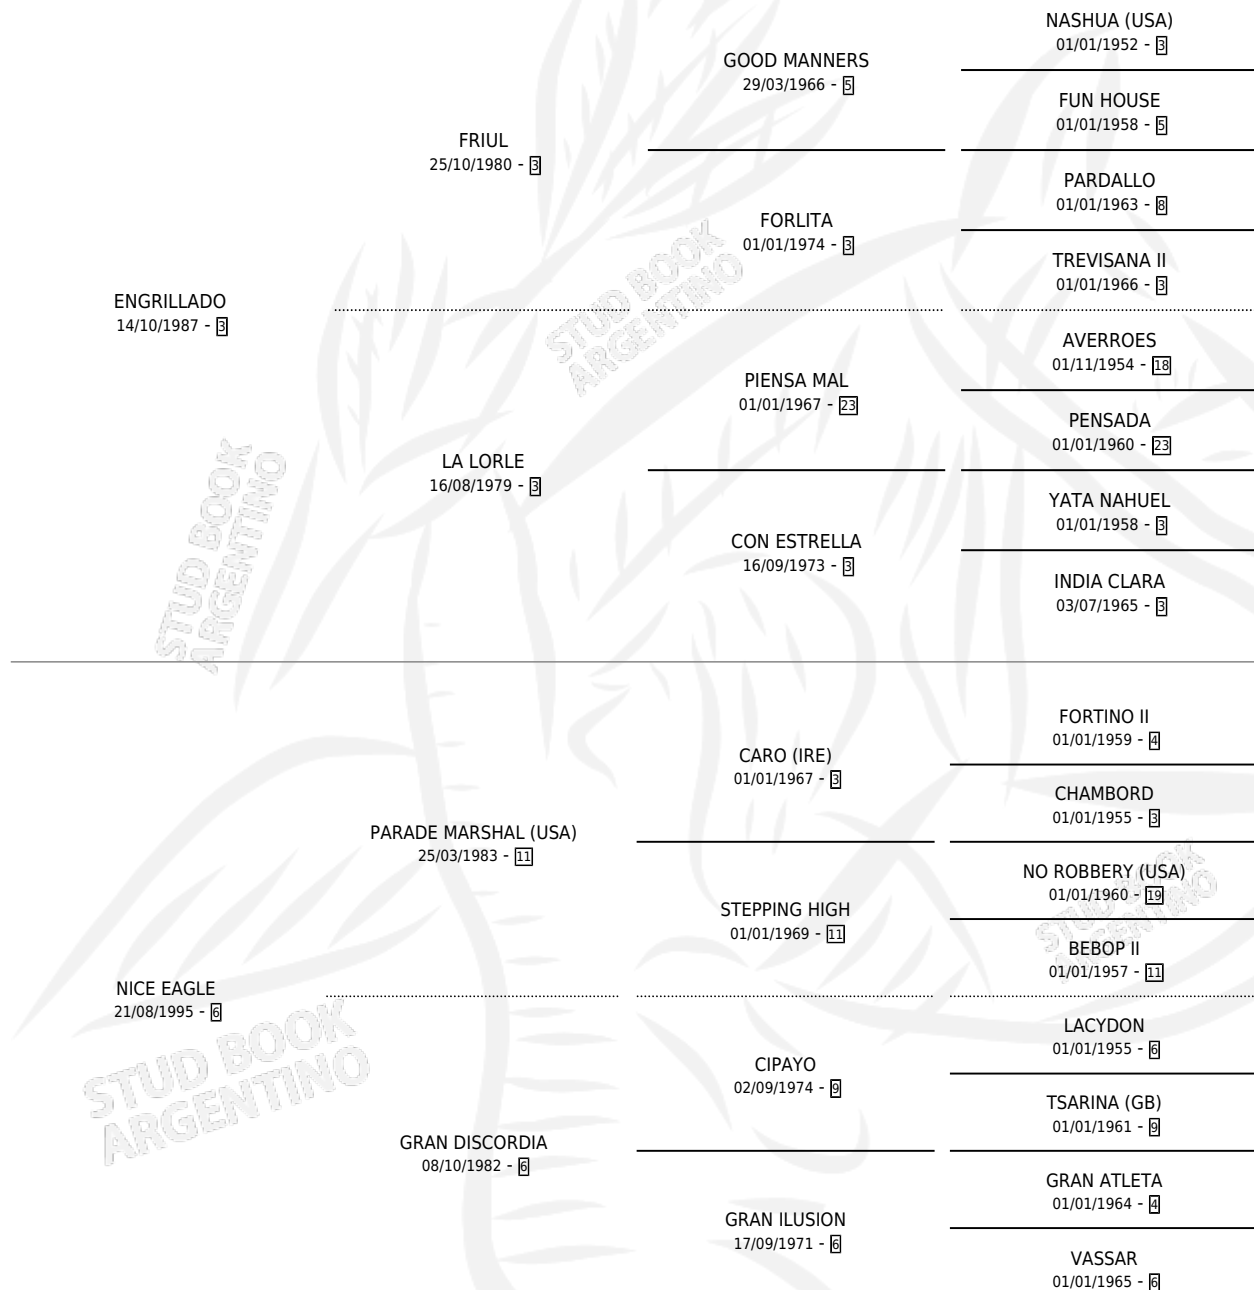 NASHUA (USA)
01/01/1952 - 3
GOOD MANNERS
29/03/1966 - 5
FUN HOUSE
01/01/1958 - 5
FRIUL
25/10/1980 - 3
PARDALLO
01/01/1963 - 8
FORLITA
01/01/1974 - 3
TREVISANA II
01/01/1966 - 3
ENGRILLADO
14/10/1987 - 3
AVERROES
01/11/1954 - 18
PIENSA MAL
01/01/1967 - 23
PENSADA
01/01/1960 - 23
LA LORLE
16/08/1979 - 3
YATA NAHUEL
01/01/1958 - 3
CON ESTRELLA
16/09/1973 - 3
INDIA CLARA
03/07/1965 - 3
STUD BOOK
ARGENTINO
STUD BOOK
ARGENTINO
FORTINO II
01/01/1959 - 4
CARO (IRE)
01/01/1967 - 3
CHAMBORD
01/01/1955 - 3
PARADE MARSHAL (USA)
25/03/1983 - 11
NO ROBBERY (USA)
01/01/1960 - 19
STEPPING HIGH
01/01/1969 - 11
BEBOP II
01/01/1957 - 11
NICE EAGLE
21/08/1995 - 6
LACYDON
01/01/1955 - 6
CIPAYO
02/09/1974 - 9
TSARINA (GB)
01/01/1961 - 9
GRAN DISCORDIA
08/10/1982 - 6
GRAN ATLETA
01/01/1964 - 4
GRAN ILUSION
17/09/1971 - 6
VASSAR
01/01/1965 - 6
STUD BOOK
ARGENTINO
STUD BOOK
ARGENTINO